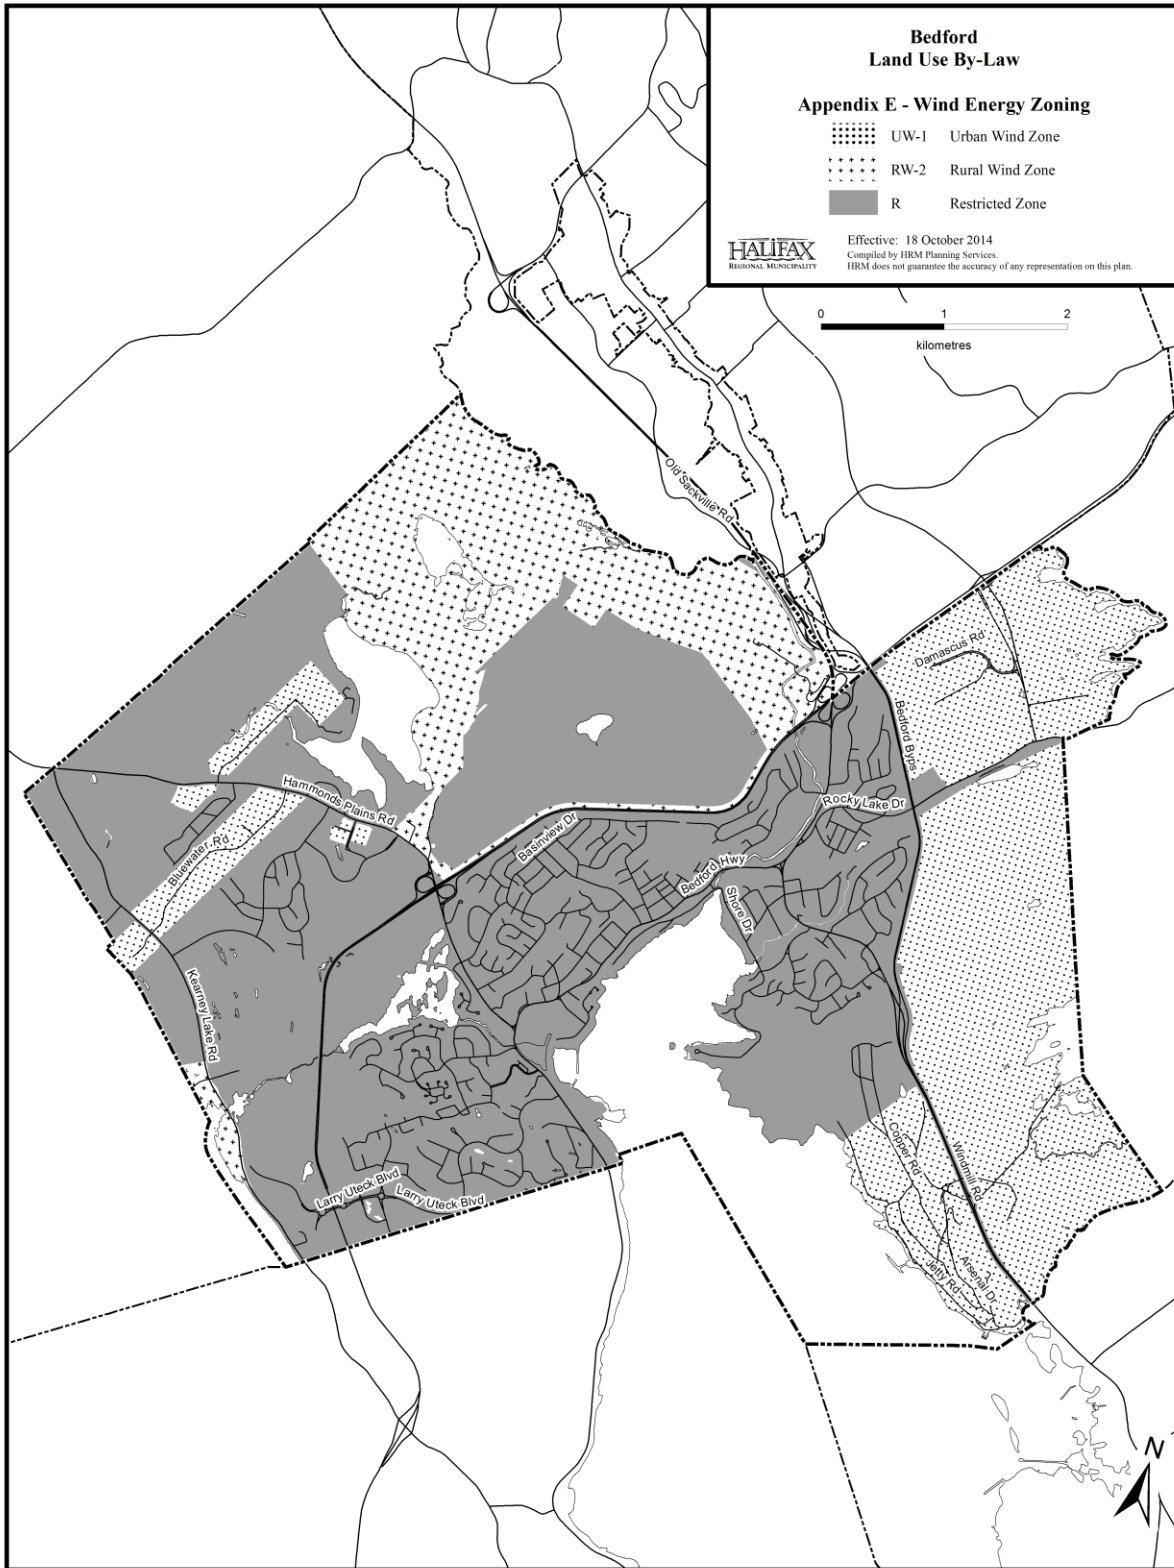 Bedford
Land Use By-Law
Appendix E - Wind Energy Zoning
UW-1 Urban Wind Zone
RW-2 Rural Wind Zone
R Restricted Zone
HALIFAX
REGIONAL MUNICIPALITY
Effective: 18 October 2014
Compiled by HRM Planning Services.
HRM does not guarantee the accuracy of any representation on this plan.
0 1 2
kilometres
Old Sackville Rd
Damascus Rd
Bedford Byps
Hammonds Plains Rd
Rocky Lake Dr
Basinview Dr
Bluewater Rd
Bedford Hwy
Shore Dr
Kearney Lake Rd
Copper Rd
Windmill Rd
Larry Uteck Blvd
Larry Uteck Blvd
Jetty Rd
Arsenal Dr
N